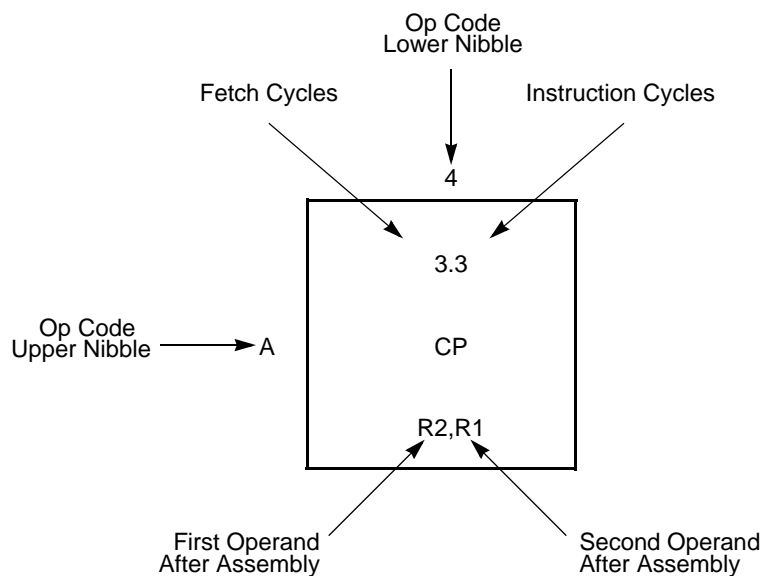 Op Code
Lower Nibble
Fetch Cycles
Instruction Cycles
4
3.3
Op Code
Upper Nibble
A
CP
R2,R1
First Operand
After Assembly
Second Operand
After Assembly